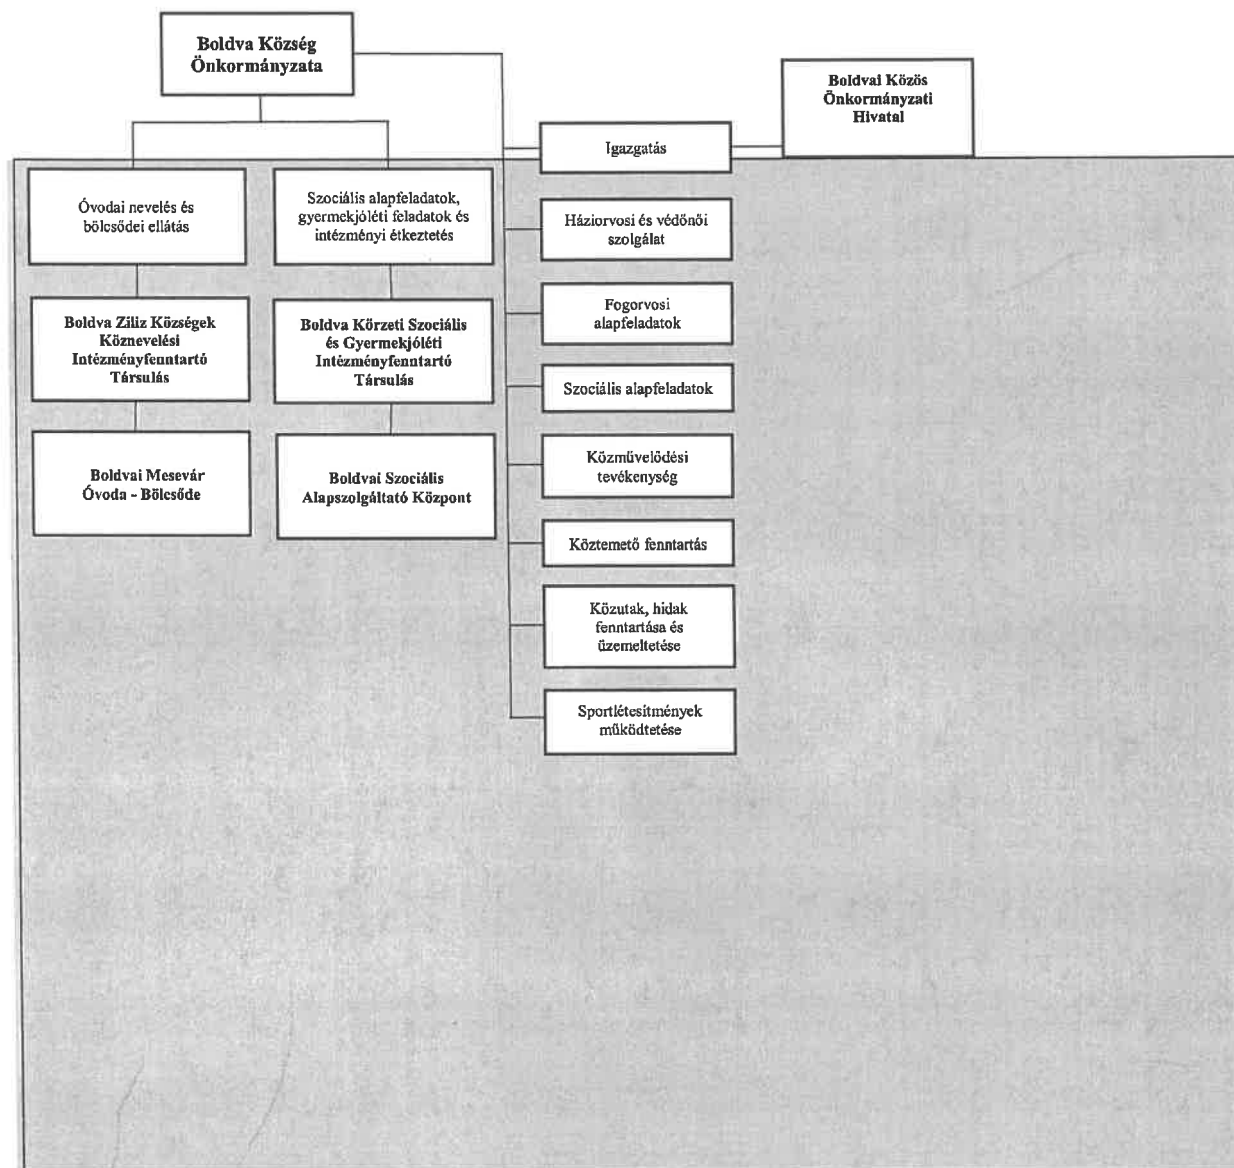 Boldva Község
Önkormányzata
Boldvai Közös
Önkormányzati
Hivatal
Igazgatás
Óvodai nevelés és
bölcsődei ellátás
Szociális alapfeladatok,
gyermekjóléti feladatok és
intézményi étkeztetés
Háziorvosi és védőnői
szolgálat
Boldva Ziliz Községek
Köznevelési
Intézményfenntartó
Társulás
Boldva Körzeti Szociális
és Gyermekjóléti
Intézményfenntartó
Társulás
Fogorvosi
alapfeladatok
Szociális alapfeladatok
Boldvai Mesevár
Óvoda - Bölcsőde
Boldvai Szociális
Alapszolgáltató Központ
Közművelődési
tevékenység
Köztemető fenntartás
Közutak, hidak
fenntartása és
üzemeltetése
Sportlétesítmények
működtetése